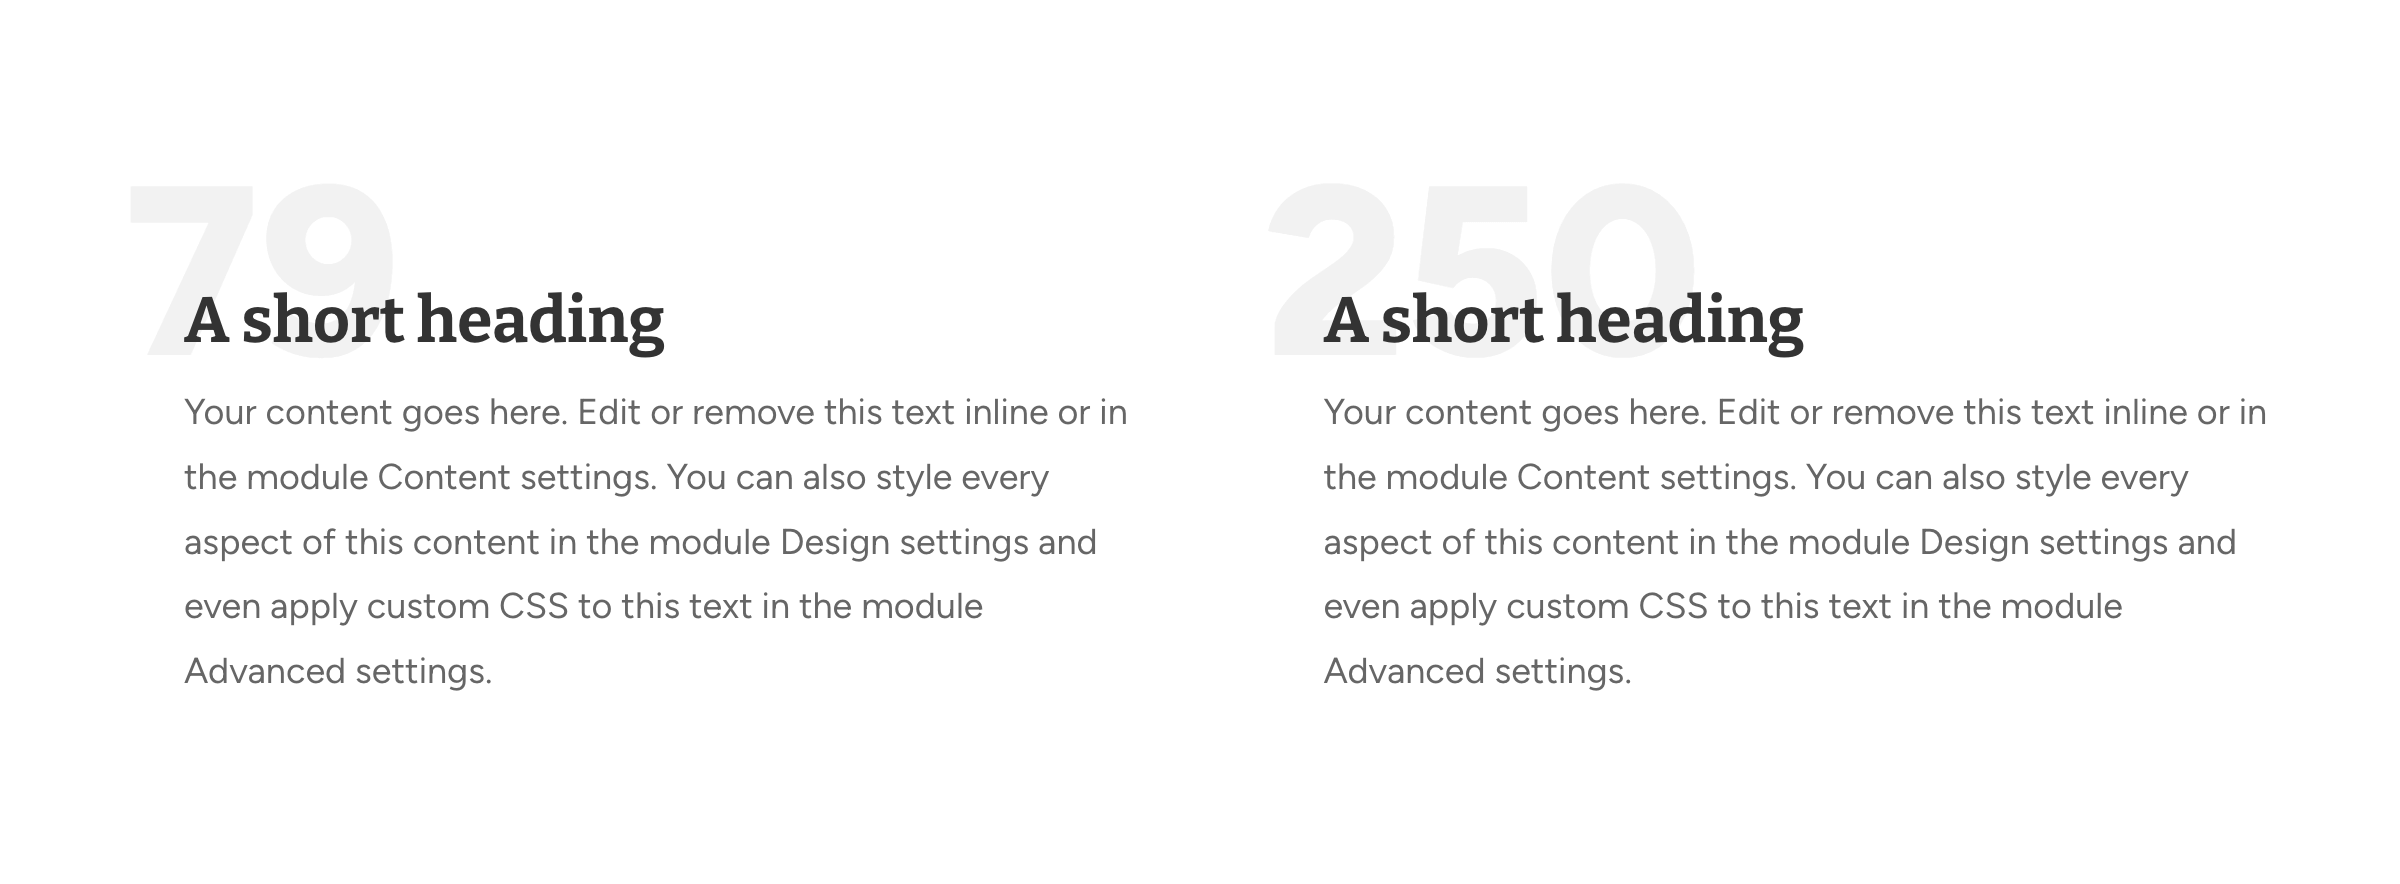 79
A short heading
Your content goes here. Edit or remove this text inline or in
the module Content settings. You can also style every
aspect of this content in the module Design settings and
even apply custom CSS to this text in the module
Advanced settings.
250
A short heading
Your content goes here. Edit or remove this text inline or in
the module Content settings. You can also style every
aspect of this content in the module Design settings and
even apply custom CSS to this text in the module
Advanced settings.